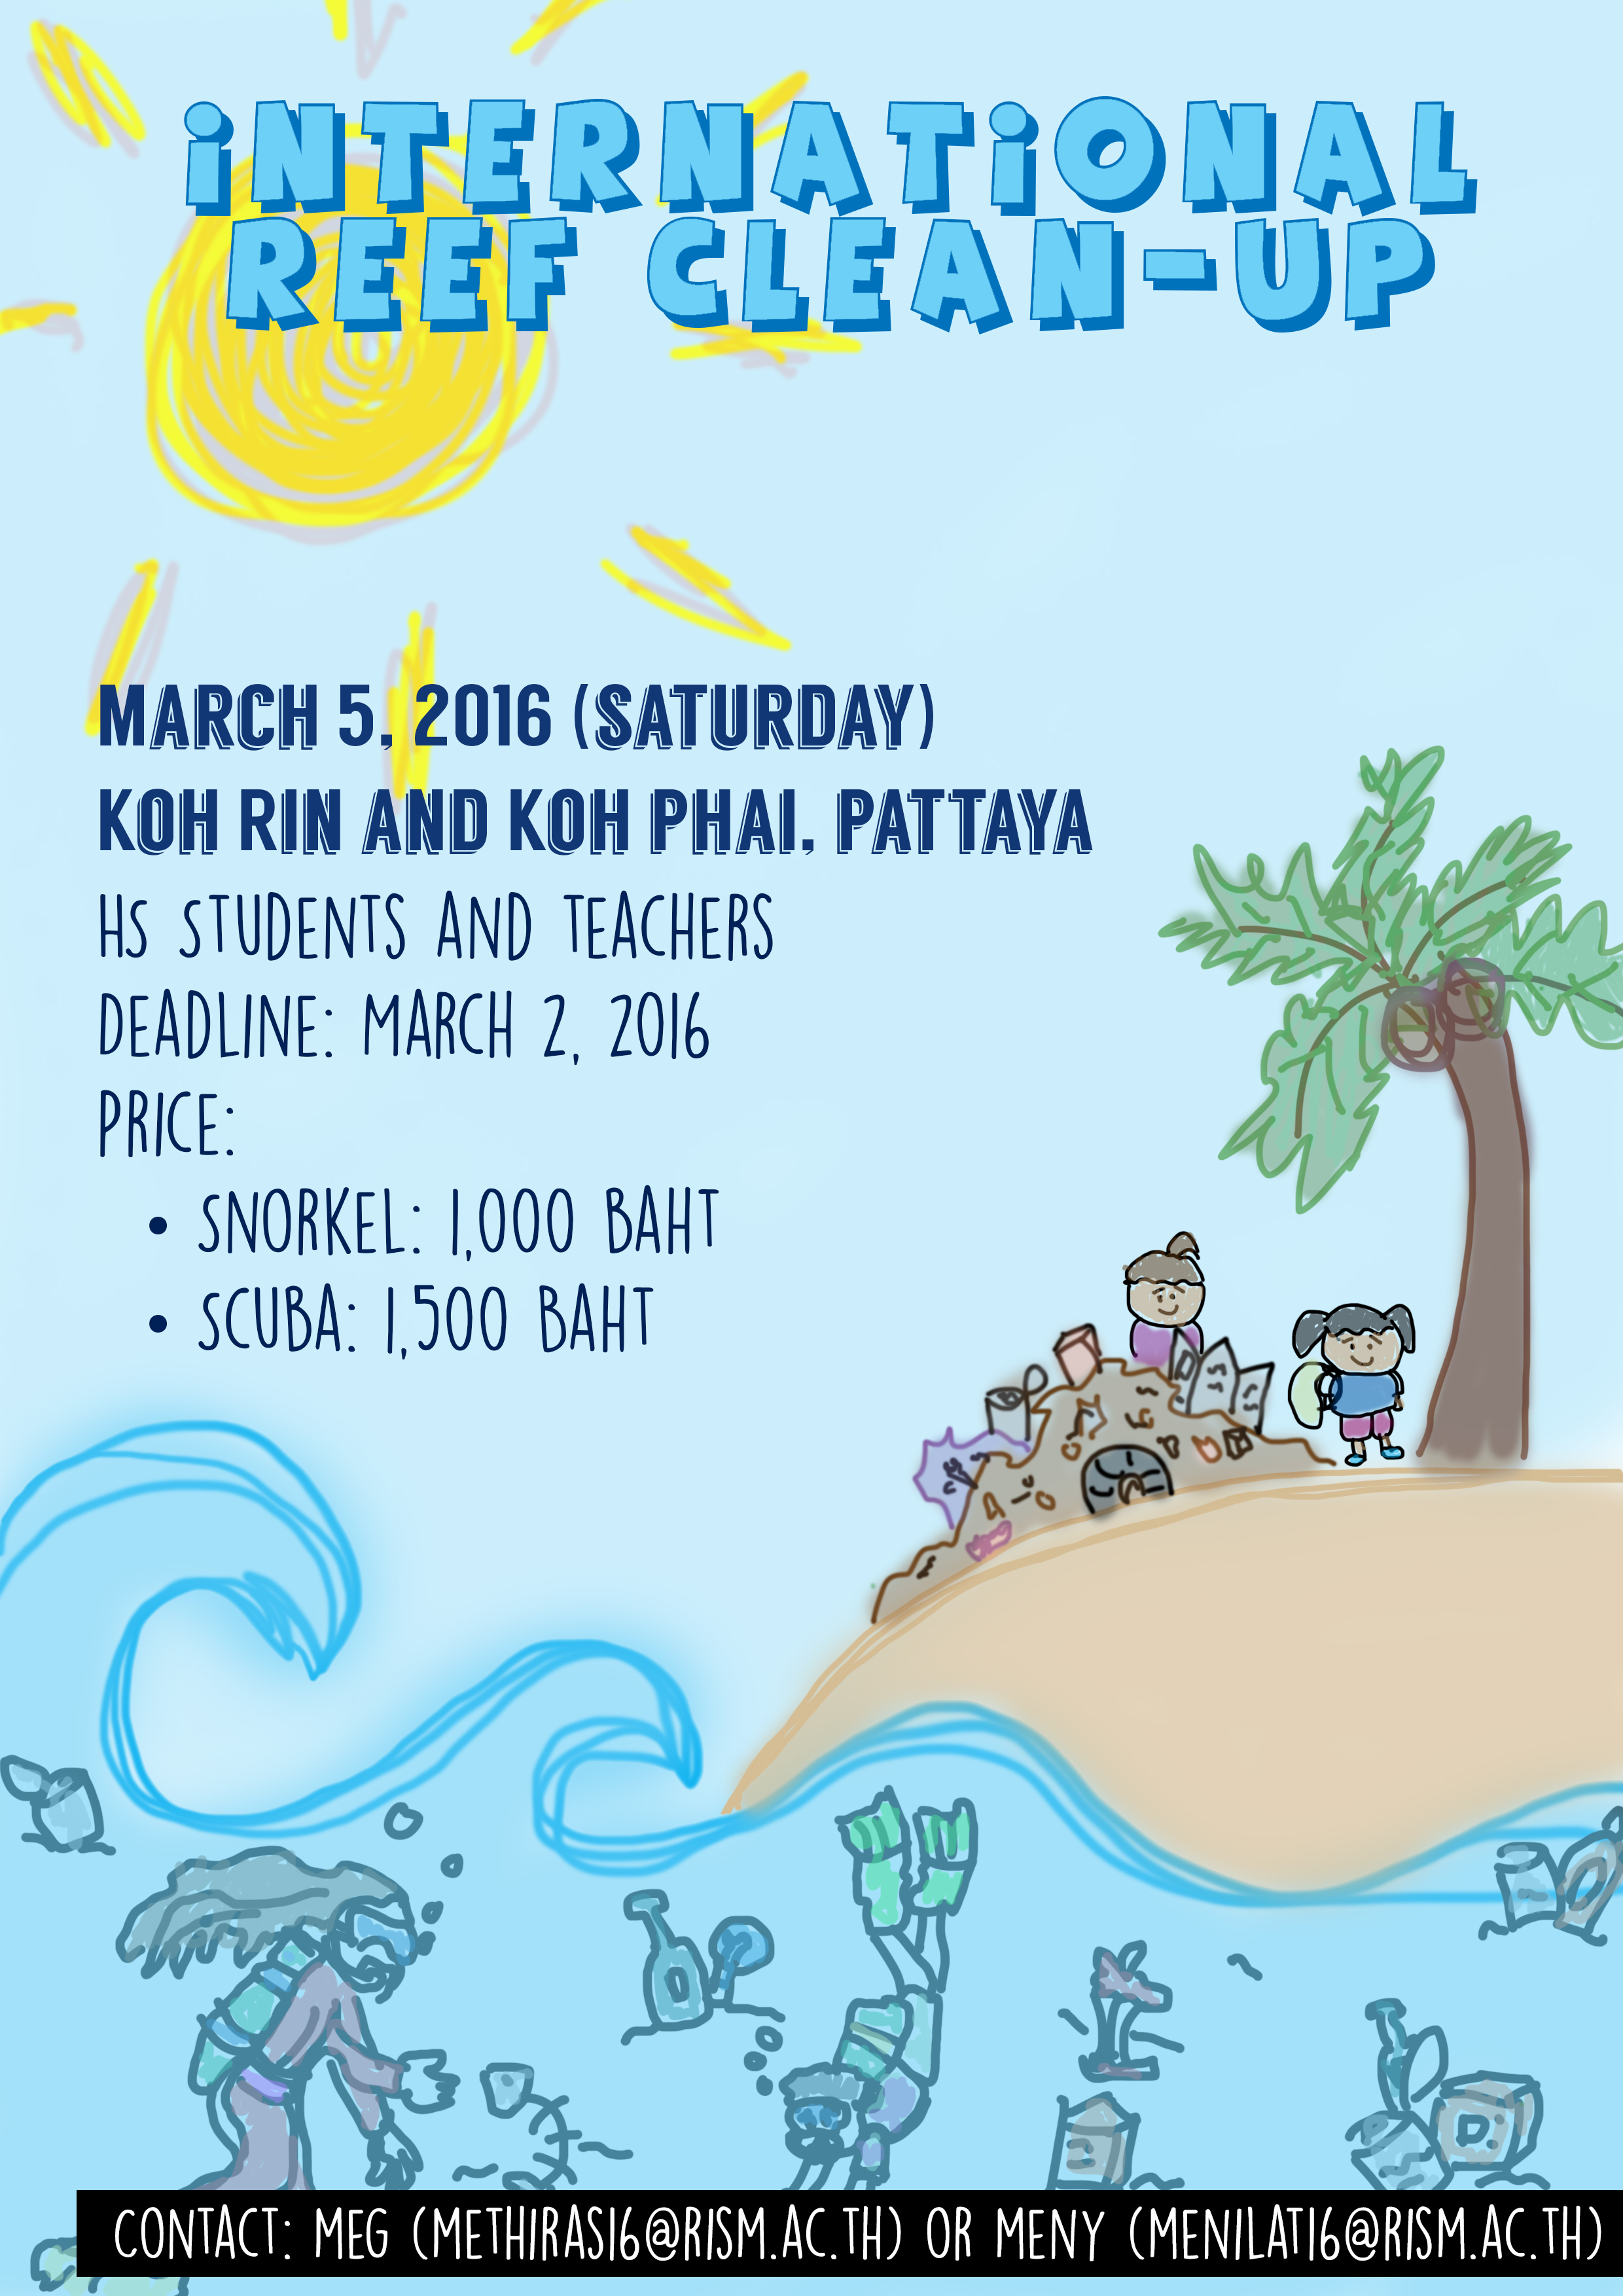 iNTERNATiONAL
REEF CLEAN-UP
MARCH 5, 2016 (SATURDAY)
KOH RIN AND KOH PHAI, PATTAYA
HS STUDENTS AND TEACHERS
DEADLINE: MARCH 2, 2016
PRICE:
• SNORKEL: 1,000 BAHT
• SCUBA: 1,500 BAHT
CONTACT: MEG (METHIRAS16@RISM.AC.TH) OR MENY (MENILAT16@RISM.AC.TH)